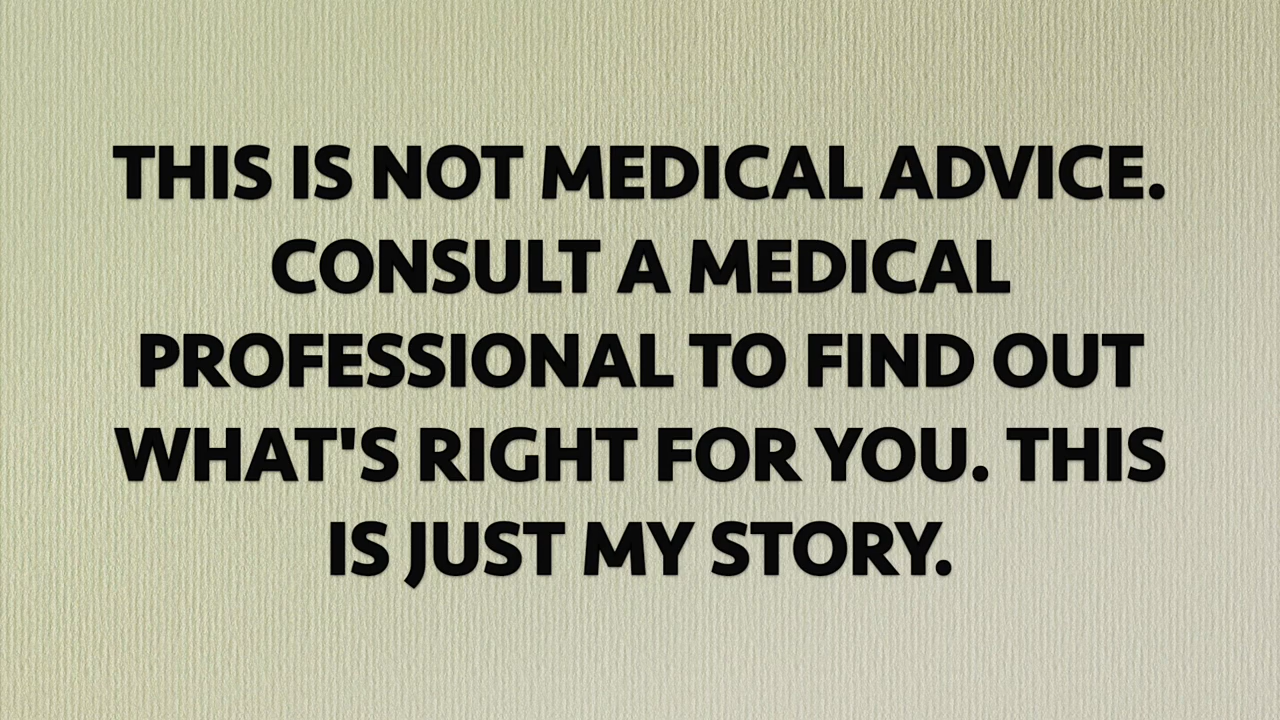 THIS IS NOT MEDICAL ADVICE.
CONSULT A MEDICAL
PROFESSIONAL TO FIND OUT
WHAT'S RIGHT FOR YOU. THIS
IS JUST MY STORY.